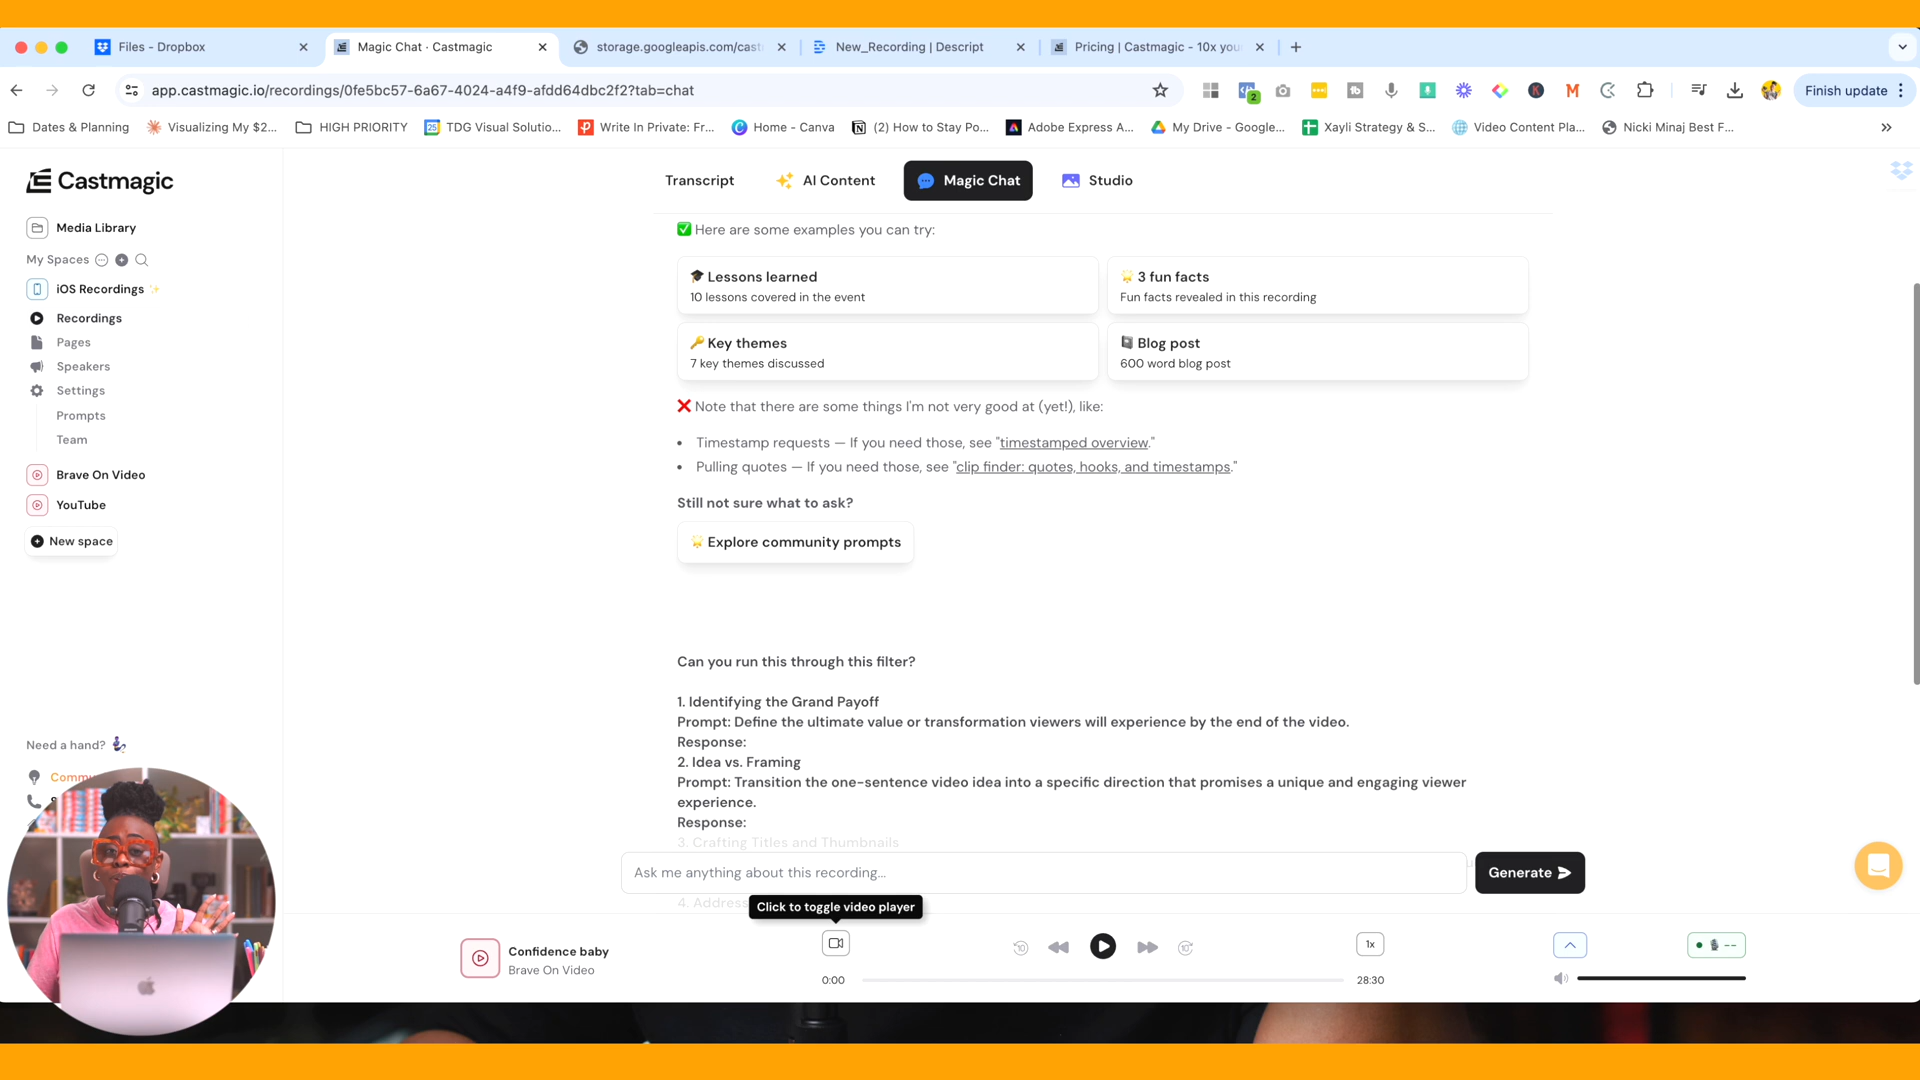 Files - Dropbox
Magic Chat · Castmagic
storage.googleapis.com/cast
New_Recording | Descript
Pricing | Castmagic - 10x you
app.castmagic.io/recordings/0fe5bc57-6a67-4024-a4f9-afdd64dbc2f2?tab=chat
2
Finish update
Dates & Planning
Visualizing My $2...
HIGH PRIORITY
TDG Visual Solutio...
Write In Private: Fr...
Home - Canva
(2) How to Stay Po...
Adobe Express A...
My Drive - Google...
Xayli Strategy & S...
Video Content Pla...
Nicki Minaj Best F...
Castmagic
Media Library
My Spaces
iOS Recordings
Recordings
Pages
Speakers
Settings
Prompts
Team
Brave On Video
YouTube
New space
Need a hand?
Commu
Transcript
AI Content
Magic Chat
Studio
Here are some examples you can try:
Lessons learned
10 lessons covered in the event
3 fun facts
Fun facts revealed in this recording
Key themes
7 key themes discussed
Blog post
600 word blog post
Note that there are some things I'm not very good at (yet!), like:
• Timestamp requests — If you need those, see "timestamped overview."
• Pulling quotes — If you need those, see "clip finder: quotes, hooks, and timestamps."
Still not sure what to ask?
Explore community prompts
Can you run this through this filter?
1. Identifying the Grand Payoff
Prompt: Define the ultimate value or transformation viewers will experience by the end of the video.
Response:
2. Idea vs. Framing
Prompt: Transition the one-sentence video idea into a specific direction that promises a unique and engaging viewer
experience.
Response:
3. Crafting Titles and Thumbnails
Ask me anything about this recording...
Generate
4. Address
Click to toggle video player
Confidence baby
Brave On Video
10
10
1x
--
0:00
28:30